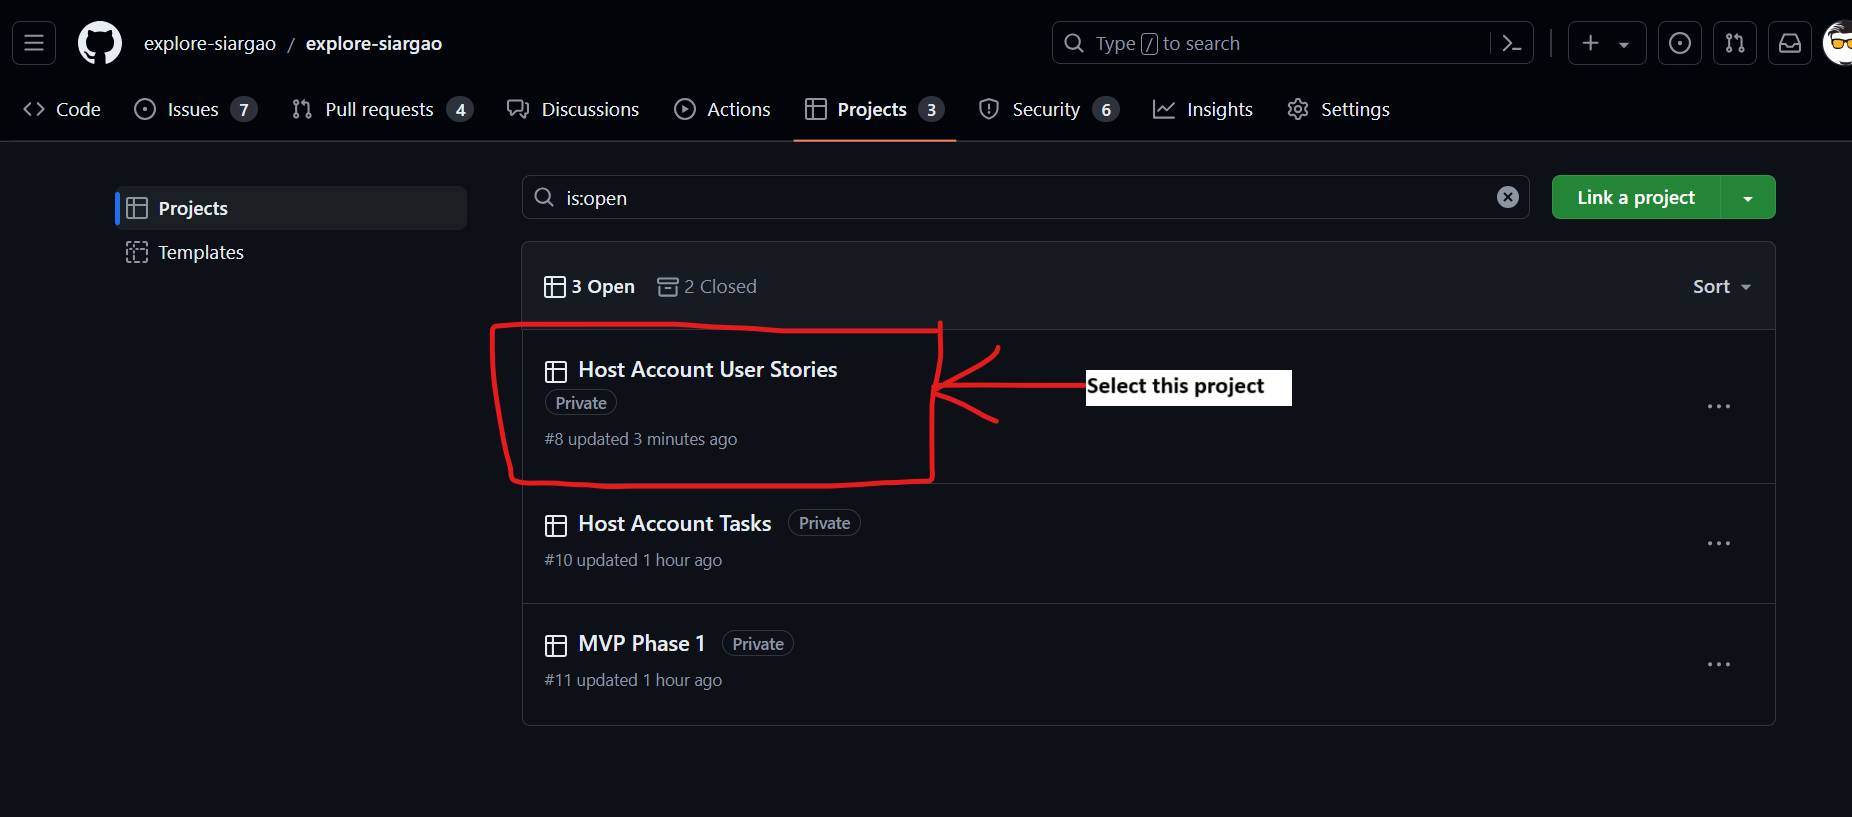 explore-siargao / explore-siargao
Type / to search
Code
Issues 7
Pull requests 4
Discussions
Actions
Projects 3
Security 6
Insights
Settings
Projects
Templates
is:open
Link a project
3 Open
2 Closed
Sort
Host Account User Stories
Private
#8 updated 3 minutes ago
Select this project
Host Account Tasks Private
#10 updated 1 hour ago
MVP Phase 1 Private
#11 updated 1 hour ago